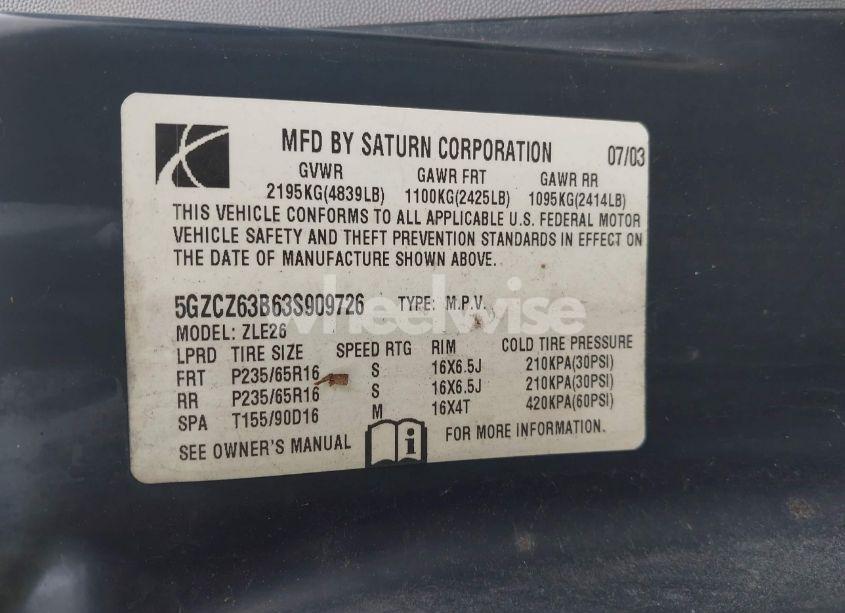 MFD BY SATURN CORPORATION 07/03
GVWR GAWR FRT GAWR RR
2195KG(4839LB) 1100KG(2425LB) 1095KG(2414LB)
THIS VEHICLE CONFORMS TO ALL APPLICABLE U.S. FEDERAL MOTOR
VEHICLE SAFETY AND THEFT PREVENTION STANDARDS IN EFFECT ON
THE DATE OF MANUFACTURE SHOWN ABOVE.
5GZCZ63B63S909726 TYPE: M.P.V.
wheelwise
MODEL: ZLE26
LPRD TIRE SIZE SPEED RTG RIM COLD TIRE PRESSURE
FRT P235/65R16 S 16X6.5J 210KPA(30PSI)
RR P235/65R16 S 16X6.5J 210KPA(30PSI)
SPA T155/90D16 M 16X4T 420KPA(60PSI)
SEE OWNER'S MANUAL i FOR MORE INFORMATION.